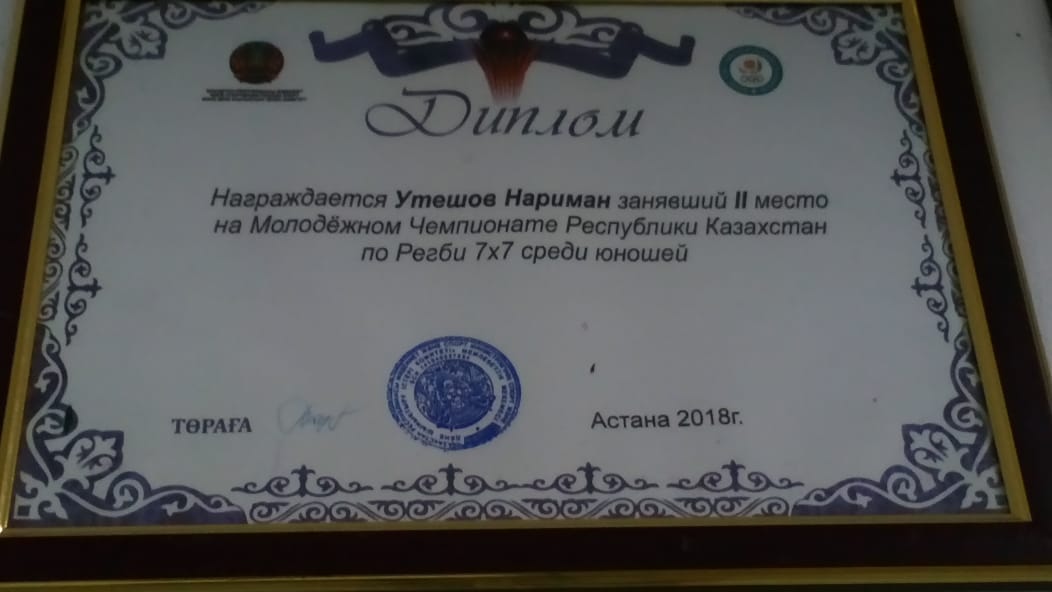 Диплом
Награждается Утешов Нариман занявший II место
на Молодёжном Чемпионате Республики Казахстан
по Регби 7х7 среди юношей
ТӨРАҒА
Астана 2018г.